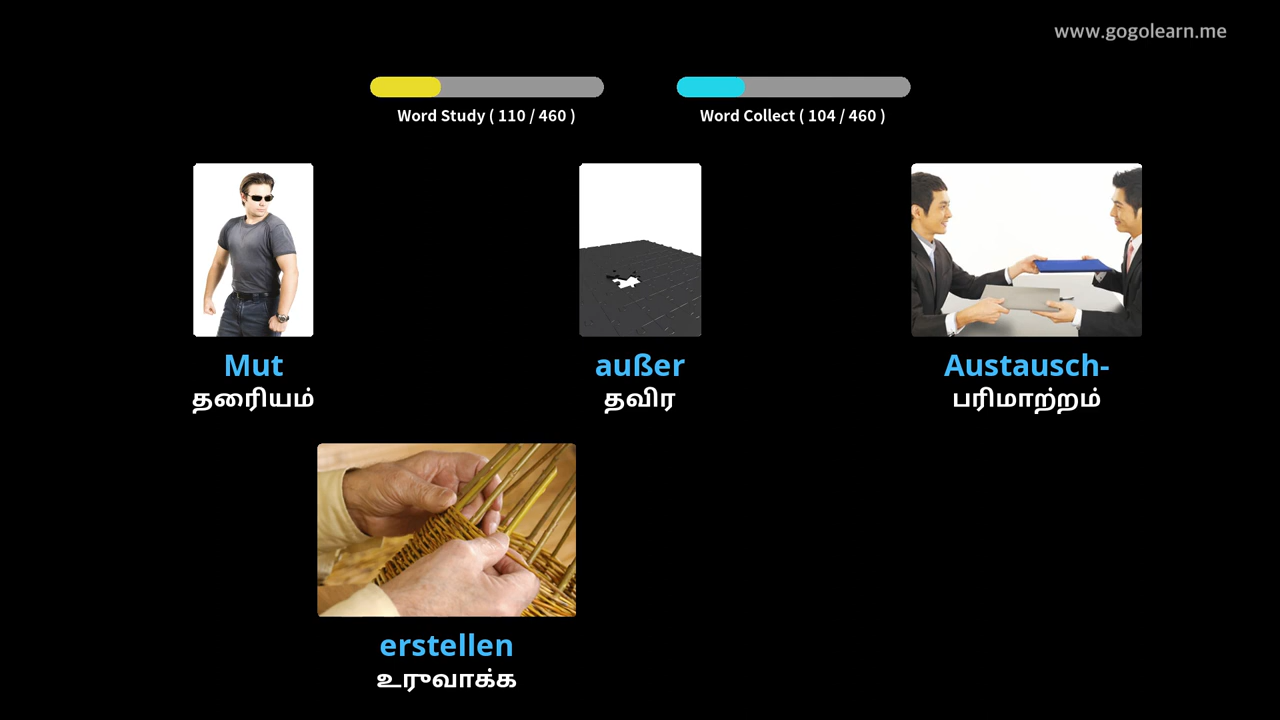 www.gogolearn.me
Word Study ( 110 / 460 )
Word Collect ( 104 / 460 )
Mut
தைரியம்
außer
தவிர
Austausch-
பரிமாற்றம்
erstellen
உருவாக்க